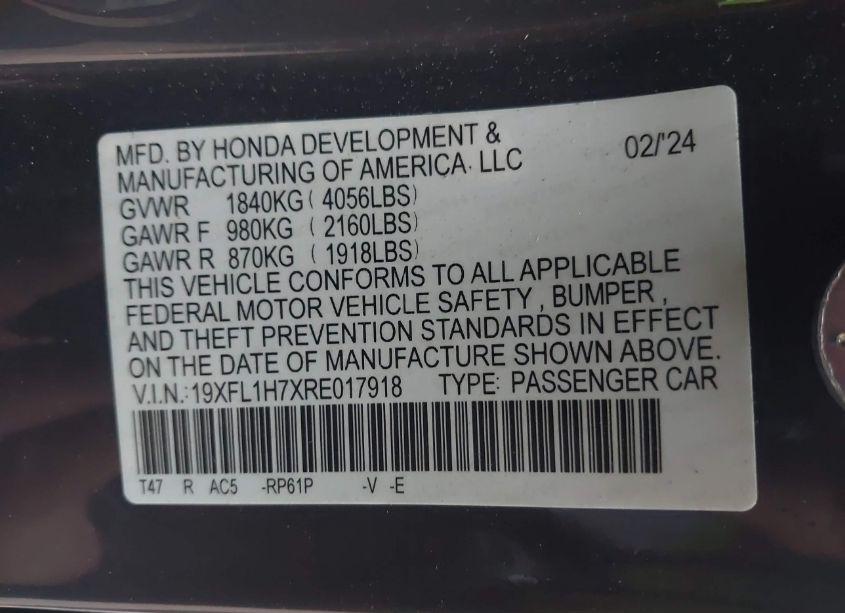 MFD. BY HONDA DEVELOPMENT & 02/'24
MANUFACTURING OF AMERICA. LLC
GVWR 1840KG ( 4056LBS)
GAWR F 980KG ( 2160LBS)
GAWR R 870KG ( 1918LBS)
THIS VEHICLE CONFORMS TO ALL APPLICABLE
FEDERAL MOTOR VEHICLE SAFETY , BUMPER ,
AND THEFT PREVENTION STANDARDS IN EFFECT
ON THE DATE OF MANUFACTURE SHOWN ABOVE.
V.I.N.:19XFL1H7XRE017918 TYPE: PASSENGER CAR
T47 R AC5 -RP61P -V -E